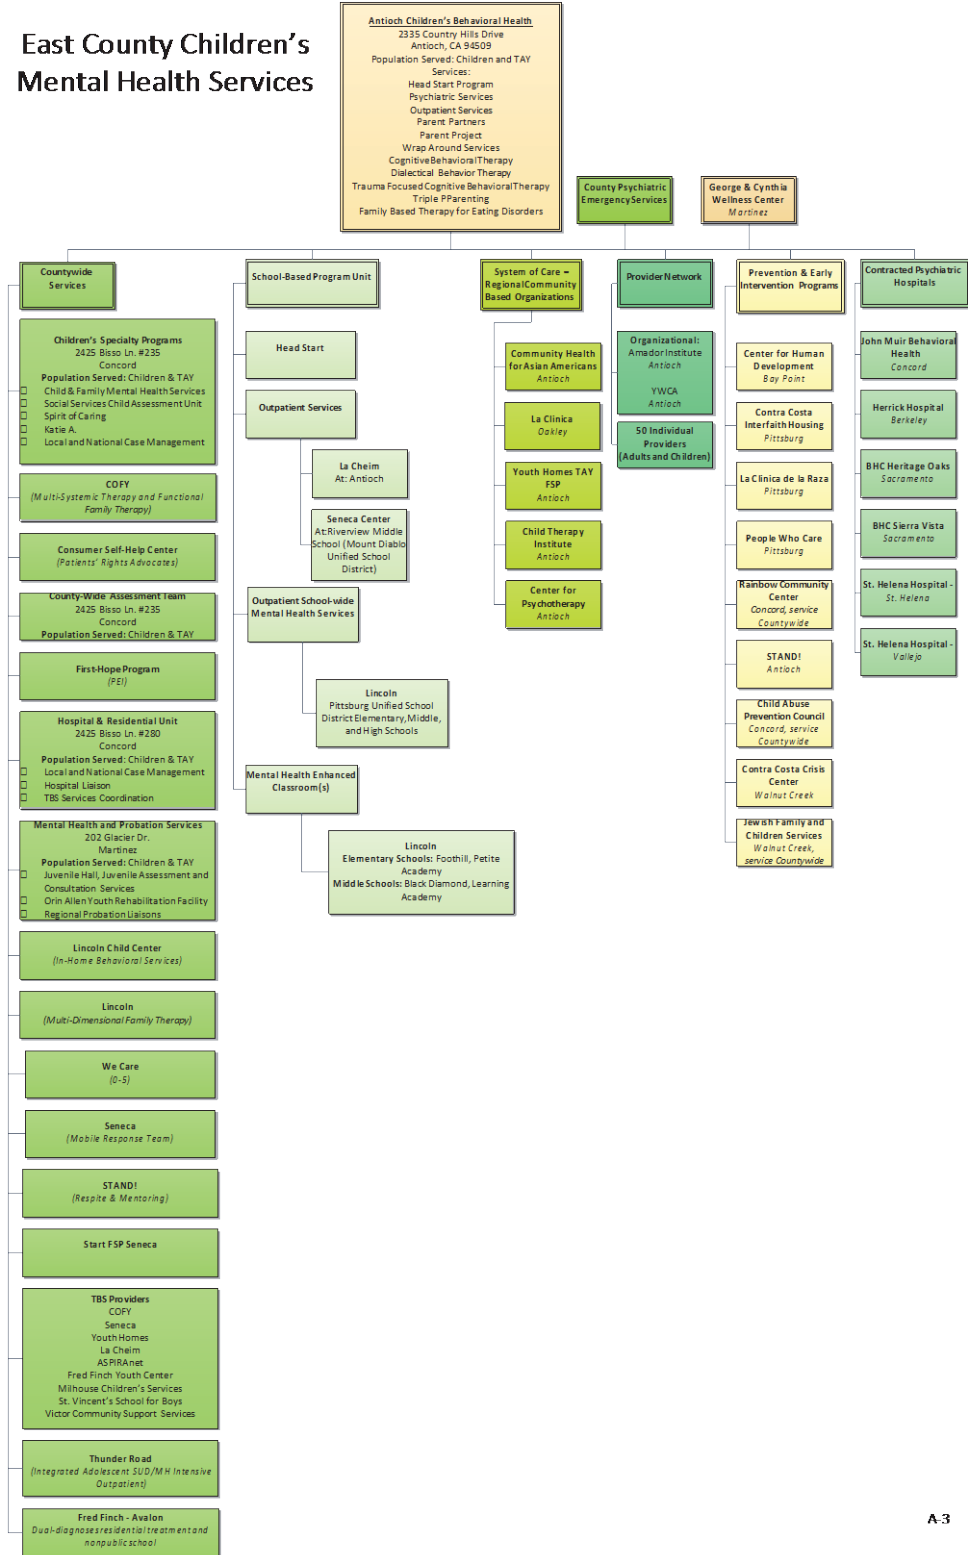 East County Children's
Mental Health Services
Antioch Children's Behavioral Health
2335 Country Hills Drive
Antioch, CA 94509
Population Served: Children and TAY
Services:
Head Start Program
Psychiatric Services
Outpatient Services
Parent Partners
Parent Project
Wrap Around Services
Cognitive Behavioral Therapy
Dialectical Behavior Therapy
Trauma Focused Cognitive Behavioral Therapy
Triple P Parenting
Family Based Therapy for Eating Disorders
County Psychiatric
Emergency Services
George & Cynthia
Wellness Center
Martinez
Countywide
Services
Children's Specialty Programs
2425 Bisso Ln. #235
Concord
Population Served: Children & TAY
Child & Family Mental Health Services
Social Services Child Assessment Unit
Spirit of Caring
Katie A.
Local and National Case Management
COFY
(Multi-Systemic Therapy and Functional
Family Therapy)
Consumer Self-Help Center
(Patients' Rights Advocates)
County-Wide Assessment Team
2425 Bisso Ln. #235
Concord
Population Served: Children & TAY
First-Hope Program
(PEI)
Hospital & Residential Unit
2425 Bisso Ln. #280
Concord
Population Served: Children & TAY
Local and National Case Management
Hospital Liaison
TBS Services Coordination
Mental Health and Probation Services
202 Glacier Dr.
Martinez
Population Served: Children & TAY
Juvenile Hall, Juvenile Assessment and
Consultation Services
Orin Allen Youth Rehabilitation Facility
Regional Probation Liaisons
Lincoln Child Center
(In-Home Behavioral Services)
Lincoln
(Multi-Dimensional Family Therapy)
We Care
(0-5)
Seneca
(Mobile Response Team)
STAND!
(Respite & Mentoring)
Start FSP Seneca
TBS Providers
COFY
Seneca
Youth Homes
La Cheim
ASPIRAnet
Fred Finch Youth Center
Milhouse Children's Services
St. Vincent's School for Boys
Victor Community Support Services
Thunder Road
(Integrated Adolescent SUD/MH Intensive
Outpatient)
Fred Finch - Avalon
Dual-diagnoses residential treatment and
nonpublic school
School-Based Program Unit
Head Start
Outpatient Services
La Cheim
At: Antioch
Seneca Center
At:Riverview Middle
School (Mount Diablo
Unified School
District)
Outpatient School-wide
Mental Health Services
Lincoln
Pittsburg Unified School
District Elementary, Middle,
and High Schools
Mental Health Enhanced
Classroom(s)
Lincoln
Elementary Schools: Foothill, Petite
Academy
Middle Schools: Black Diamond, Learning
Academy
System of Care –
Regional Community
Based Organizations
Community Health
for Asian Americans
Antioch
La Clinica
Oakley
Youth Homes TAY
FSP
Antioch
Child Therapy
Institute
Antioch
Center for
Psychotherapy
Antioch
Provider Network
Organizational:
Amador Institute
Antioch
YWCA
Antioch
50 Individual
Providers
(Adults and Children)
Prevention & Early
Intervention Programs
Center for Human
Development
Bay Point
Contra Costa
Interfaith Housing
Pittsburg
La Clinica de la Raza
Pittsburg
People Who Care
Pittsburg
Rainbow Community
Center
Concord, service
Countywide
STAND!
Antioch
Child Abuse
Prevention Council
Concord, service
Countywide
Contra Costa Crisis
Center
Walnut Creek
Jewish Family and
Children Services
Walnut Creek,
service Countywide
Contracted Psychiatric
Hospitals
John Muir Behavioral
Health
Concord
Herrick Hospital
Berkeley
BHC Heritage Oaks
Sacramento
BHC Sierra Vista
Sacramento
St. Helena Hospital -
St. Helena
St. Helena Hospital -
Vallejo
A-3